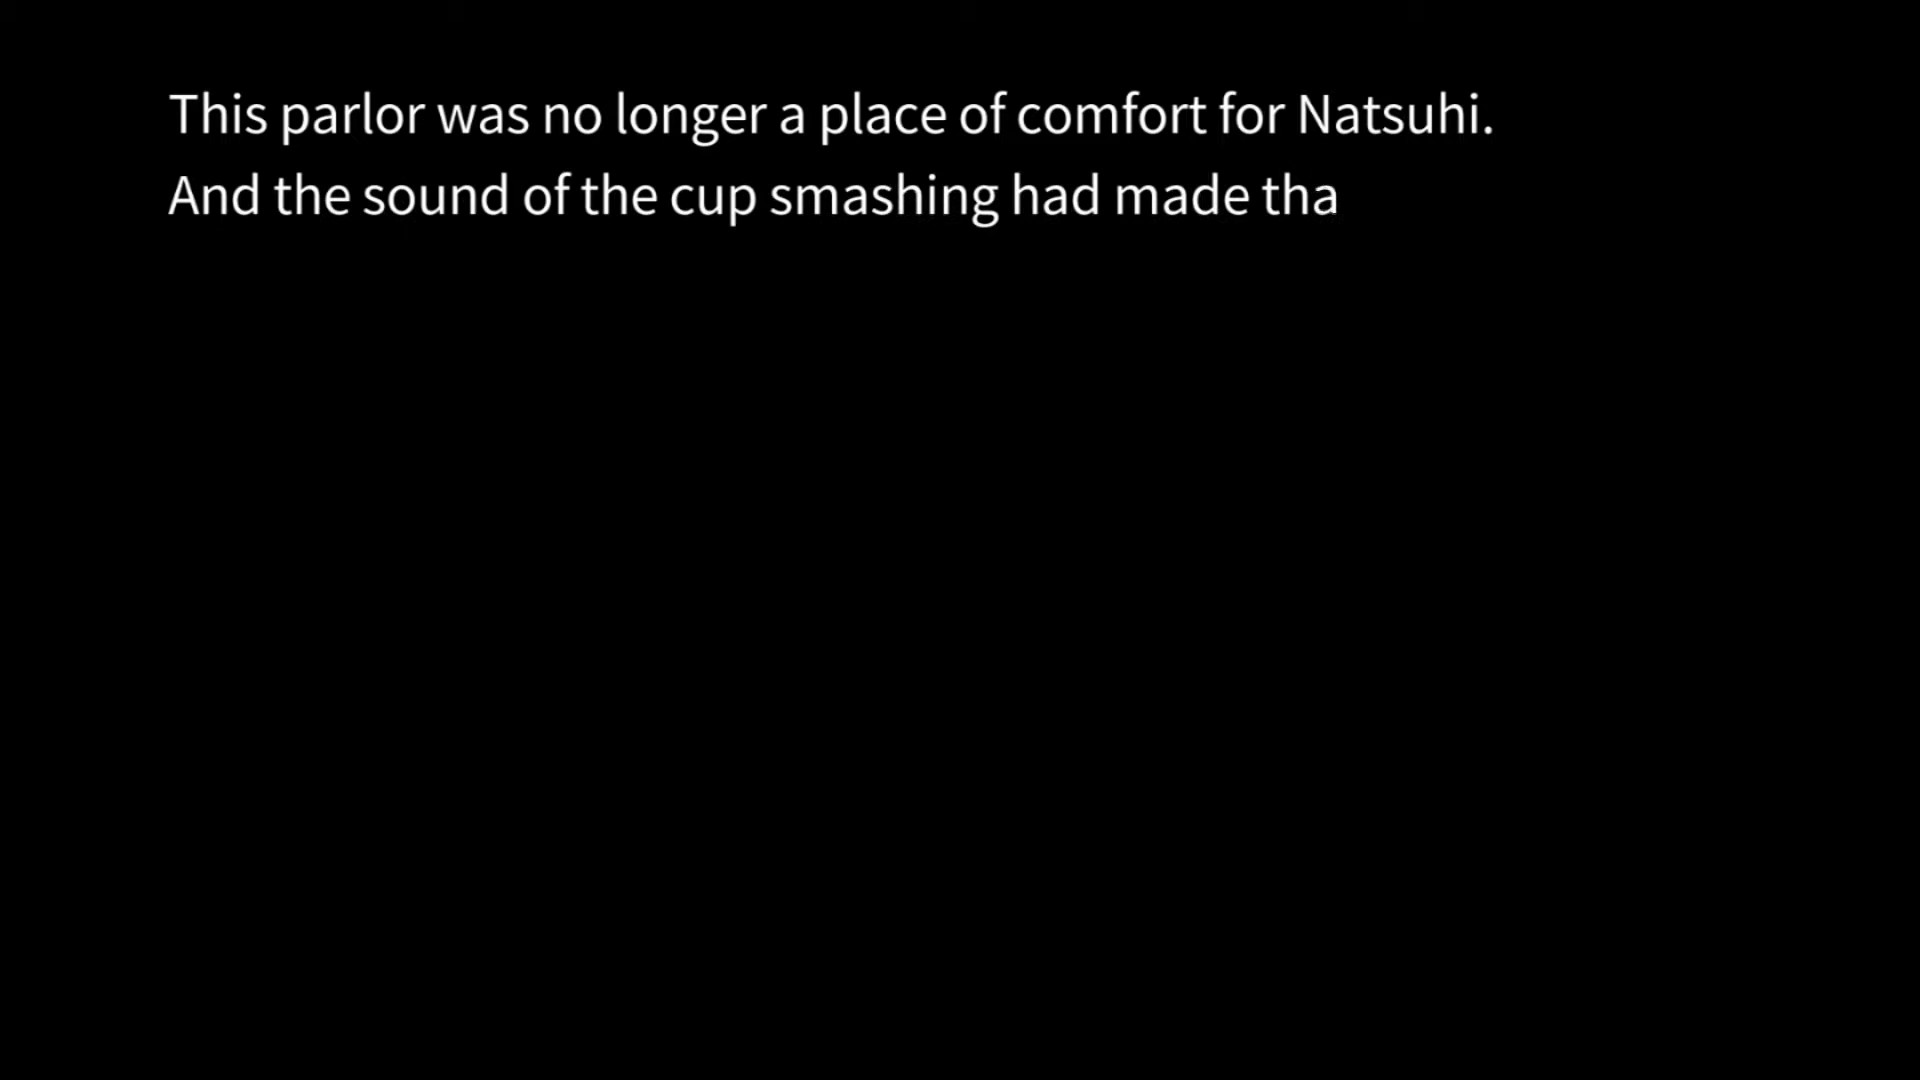 This parlor was no longer a place of comfort for Natsuhi.
And the sound of the cup smashing had made tha